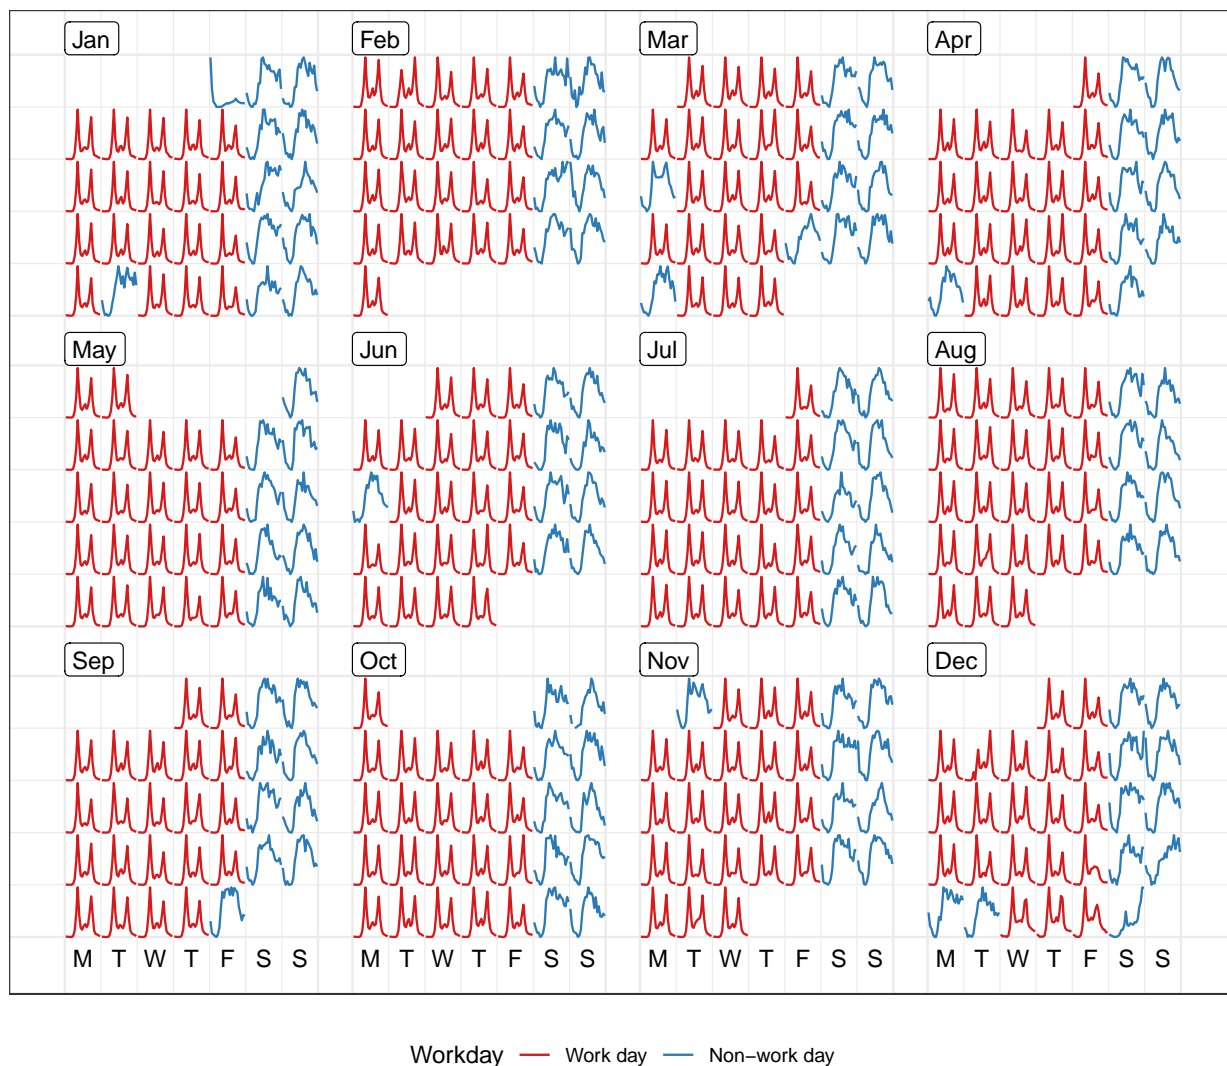 Jan Feb Mar Apr
May Jun Jul Aug
Sep Oct Nov Dec
M T W T F S S M T W T F S S M T W T F S S M T W T F S S
Workday Work day Non−work day